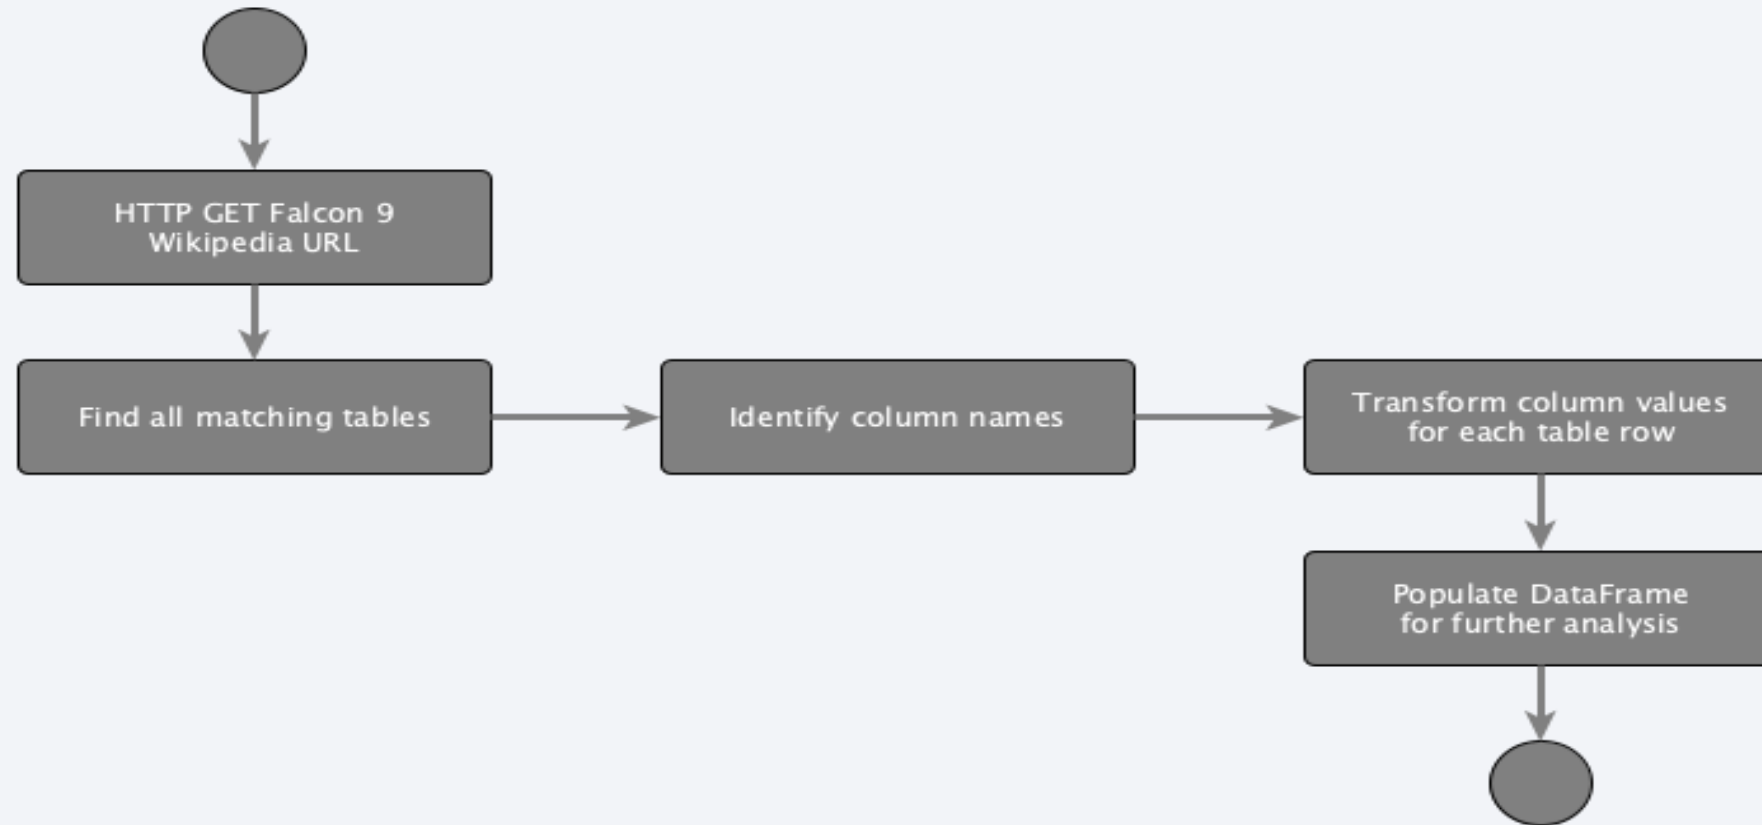 HTTP GET Falcon 9
Wikipedia URL
Find all matching tables
Identify column names
Transform column values
for each table row
Populate DataFrame
for further analysis